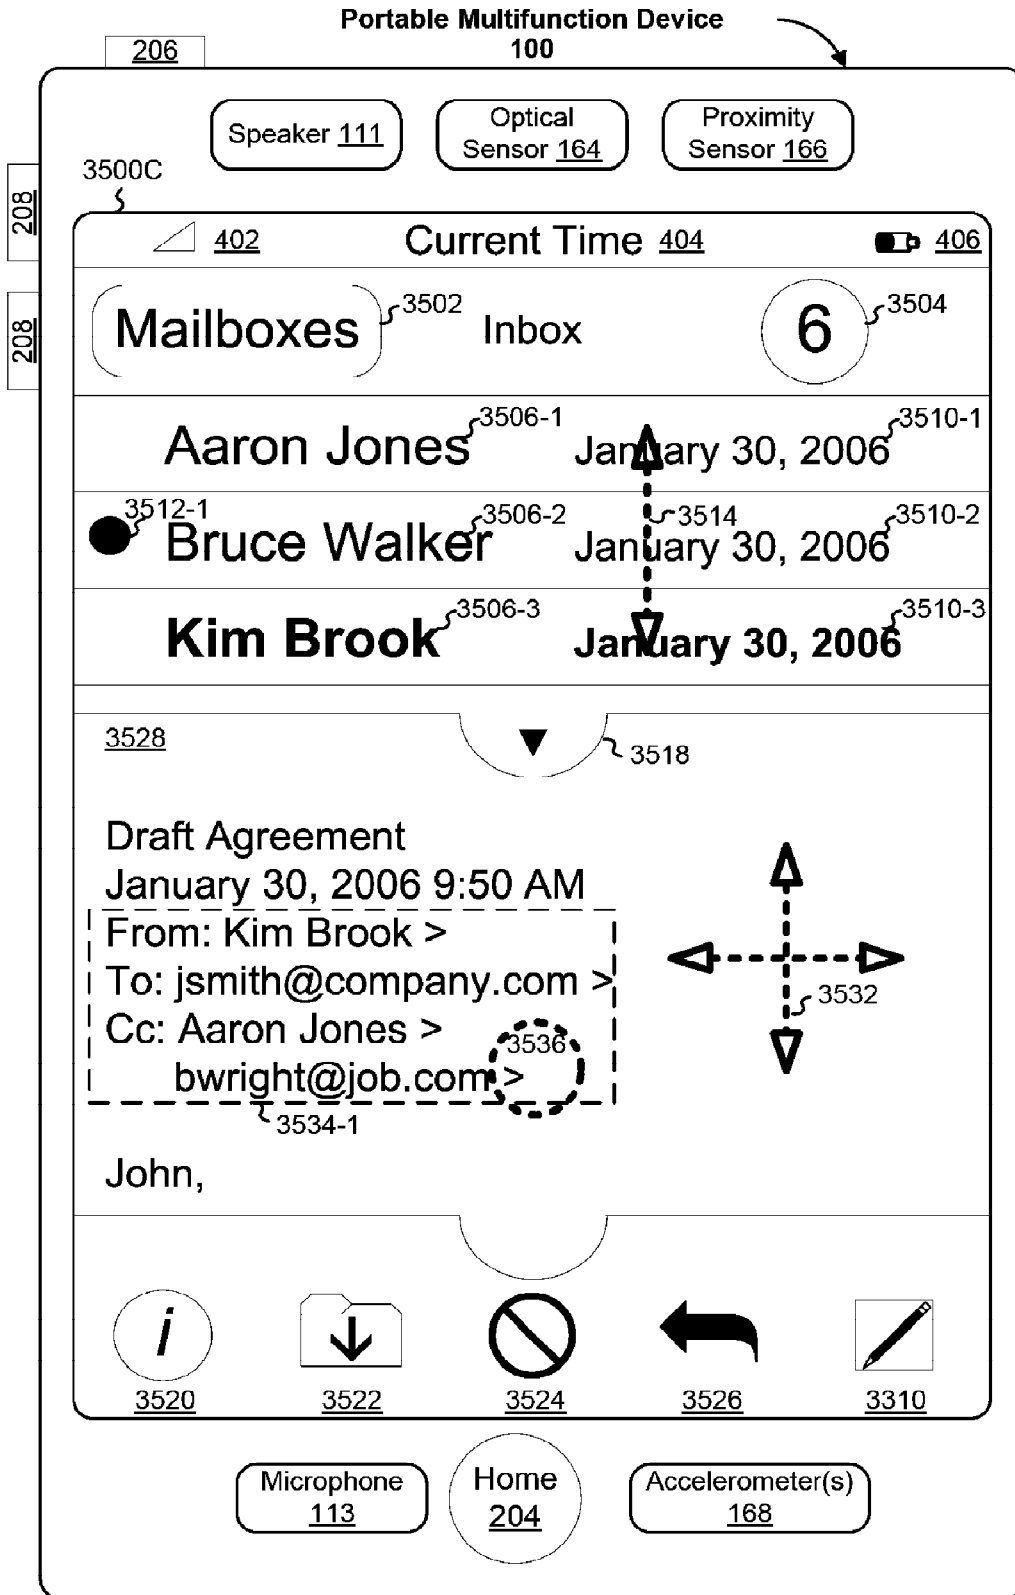 Portable Multifunction Device
100
206
Speaker 111
Optical
Sensor 164
Proximity
Sensor 166
3500C
208
208
402
Current Time 404
406
Mailboxes
3502
Inbox
6
3504
Aaron Jones
3506-1
January 30, 2006
3510-1
3512-1
Bruce Walker
3506-2
3514
January 30, 2006
3510-2
Kim Brook
3506-3
January 30, 2006
3510-3
3528
3518
Draft Agreement
January 30, 2006 9:50 AM
From: Kim Brook >
To: jsmith@company.com >
3532
Cc: Aaron Jones >
3536
bwright@job.com >
3534-1
John,
i
3520
3522
3524
3526
3310
Microphone
113
Home
204
Accelerometer(s)
168